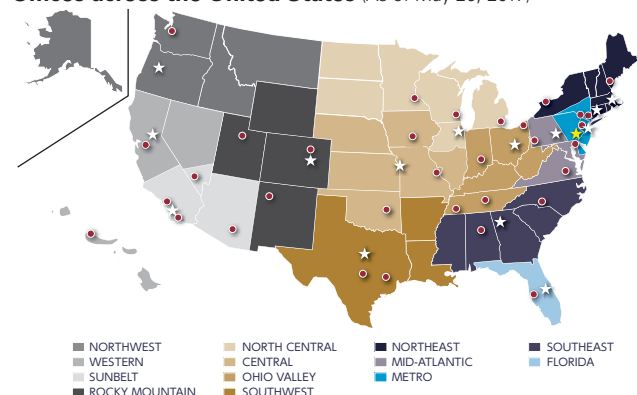 Offices across the United States (As of May 26, 2017)
NORTHWEST
WESTERN
SUNBELT
ROCKY MOUNTAIN
NORTH CENTRAL
CENTRAL
OHIO VALLEY
SOUTHWEST
NORTHEAST
MID-ATLANTIC
METRO
SOUTHEAST
FLORIDA